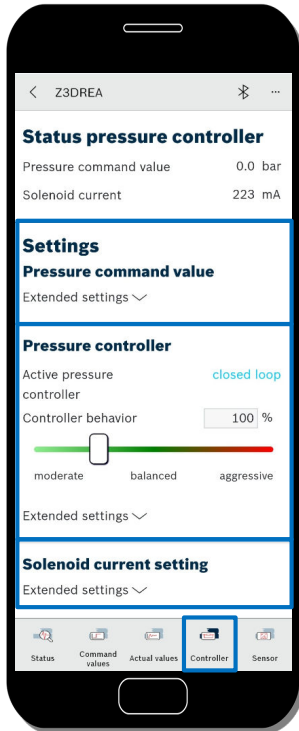 Z3DREA
...
Status pressure controller
Pressure command value 0.0 bar
Solenoid current 223 mA
Settings
Pressure command value
Extended settings
Pressure controller
Active pressure closed loop
controller
Controller behavior 100 %
moderate balanced aggressive
Extended settings
Solenoid current setting
Extended settings
Status Command Actual values Controller Sensor
values